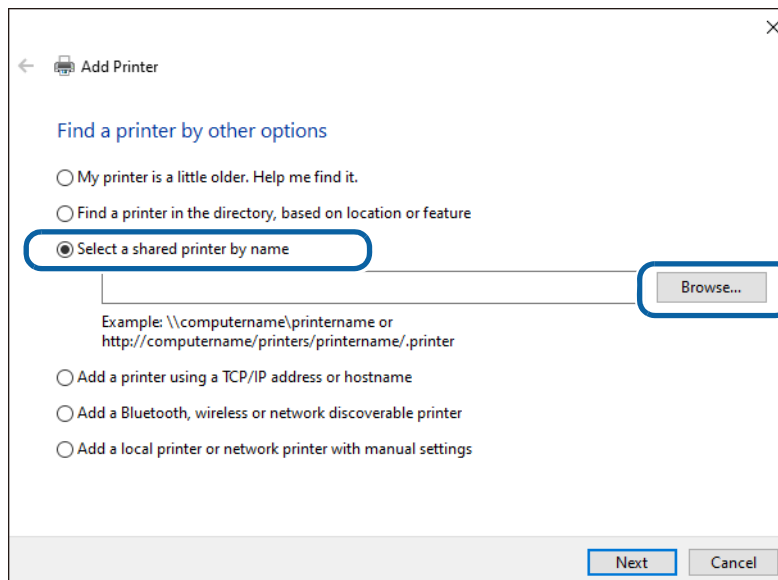 Add Printer
Find a printer by other options
My printer is a little older. Help me find it.
Find a printer in the directory, based on location or feature
Select a shared printer by name
Browse...
Example: \\computername\printername or
http://computername/printers/printername/.printer
Add a printer using a TCP/IP address or hostname
Add a Bluetooth, wireless or network discoverable printer
Add a local printer or network printer with manual settings
Next
Cancel